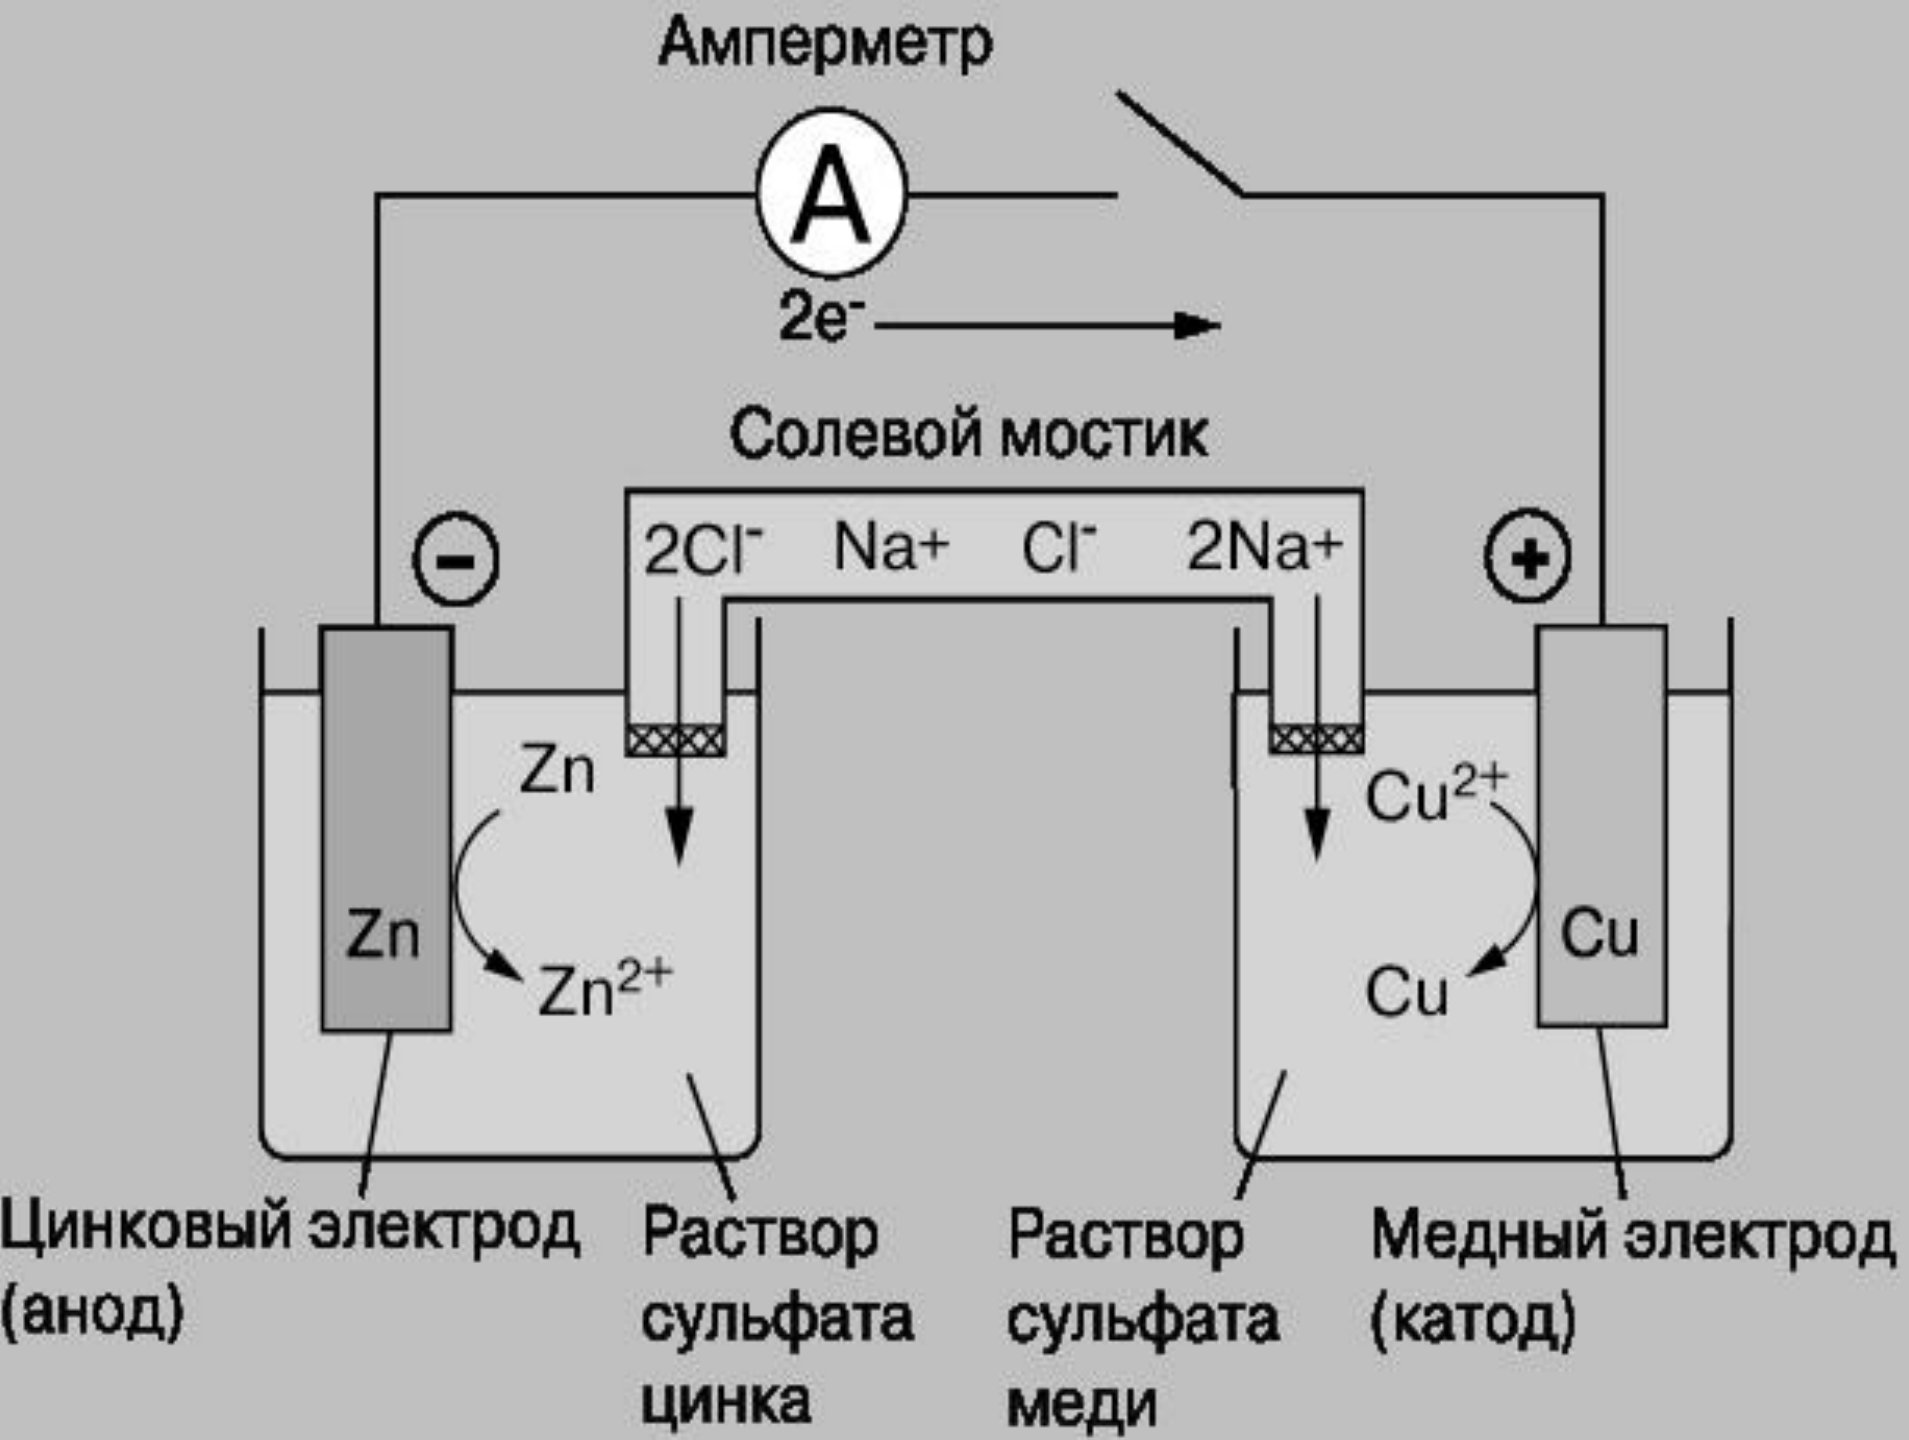 Амперметр
A
2e⁻
Солевой мостик
2Cl⁻ Na+ Cl⁻ 2Na+
- +
Zn Cu²⁺
Zn Cu
Zn²⁺ Cu
Цинковый электрод
(анод)
Раствор
сульфата
цинка
Раствор
сульфата
меди
Медный электрод
(катод)